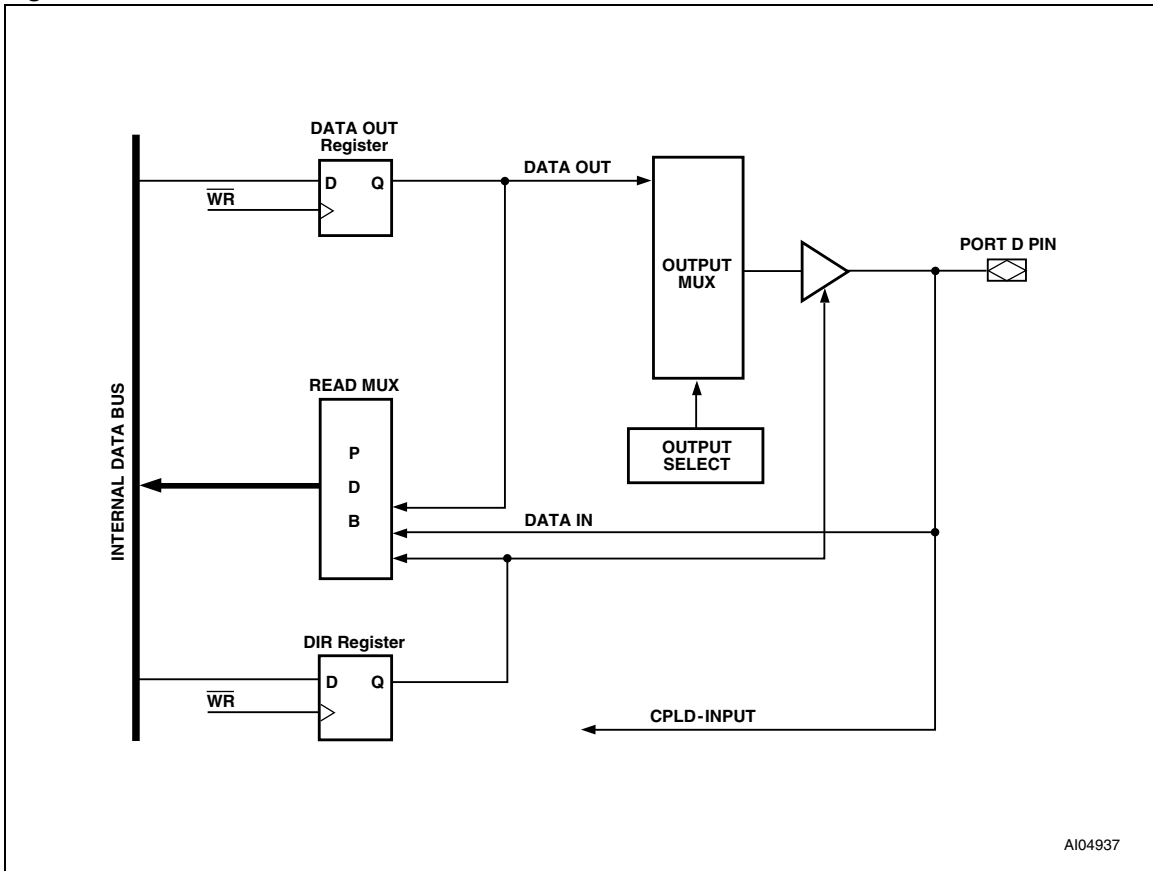 DATA OUT
Register
D Q
WR
DATA OUT
OUTPUT
MUX
PORT D PIN
INTERNAL DATA BUS
READ MUX
P
D
B
OUTPUT
SELECT
DATA IN
DIR Register
D Q
WR
CPLD-INPUT
AI04937